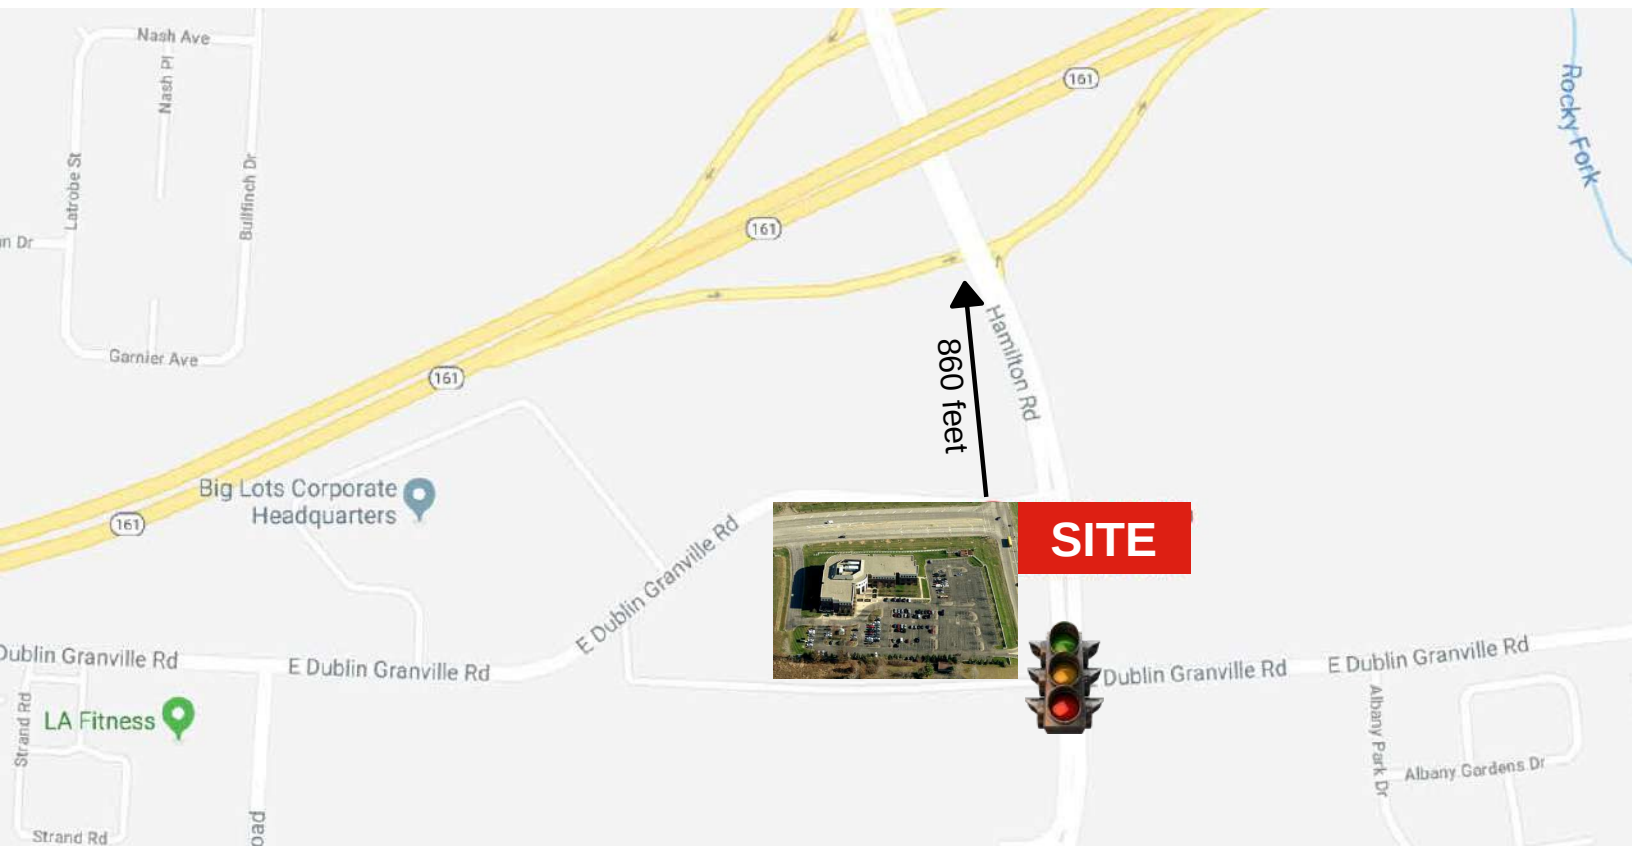 Nash Ave
Nash Pl
Latrobe St
Bullfinch Dr
Garnier Ave
in Dr
161
161
161
161
Rocky Fork
Hamilton Rd
860 feet
Big Lots Corporate
Headquarters
SITE
E Dublin Granville Rd
Dublin Granville Rd
E Dublin Granville Rd
Dublin Granville Rd
E Dublin Granville Rd
LA Fitness
Strand Rd
Strand Rd
Albany Park Dr
Albany Gardens Dr